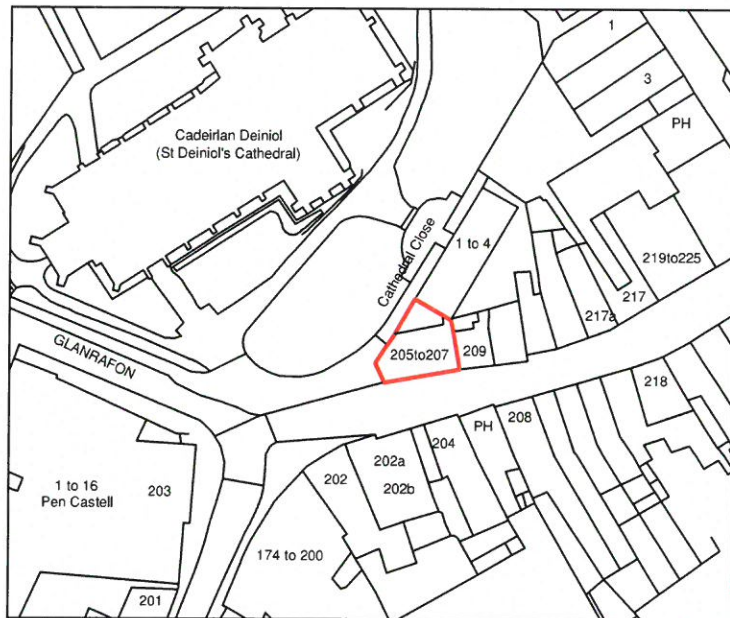 1
3
PH
Cadeirlan Deiniol
(St Deiniol's Cathedral)
Cathedral Close
1 to 4
219to225
217
217a
GLANRAFON
205to207
209
218
PH
208
204
202a
202
202b
1 to 16
Pen Castell
203
174 to 200
201